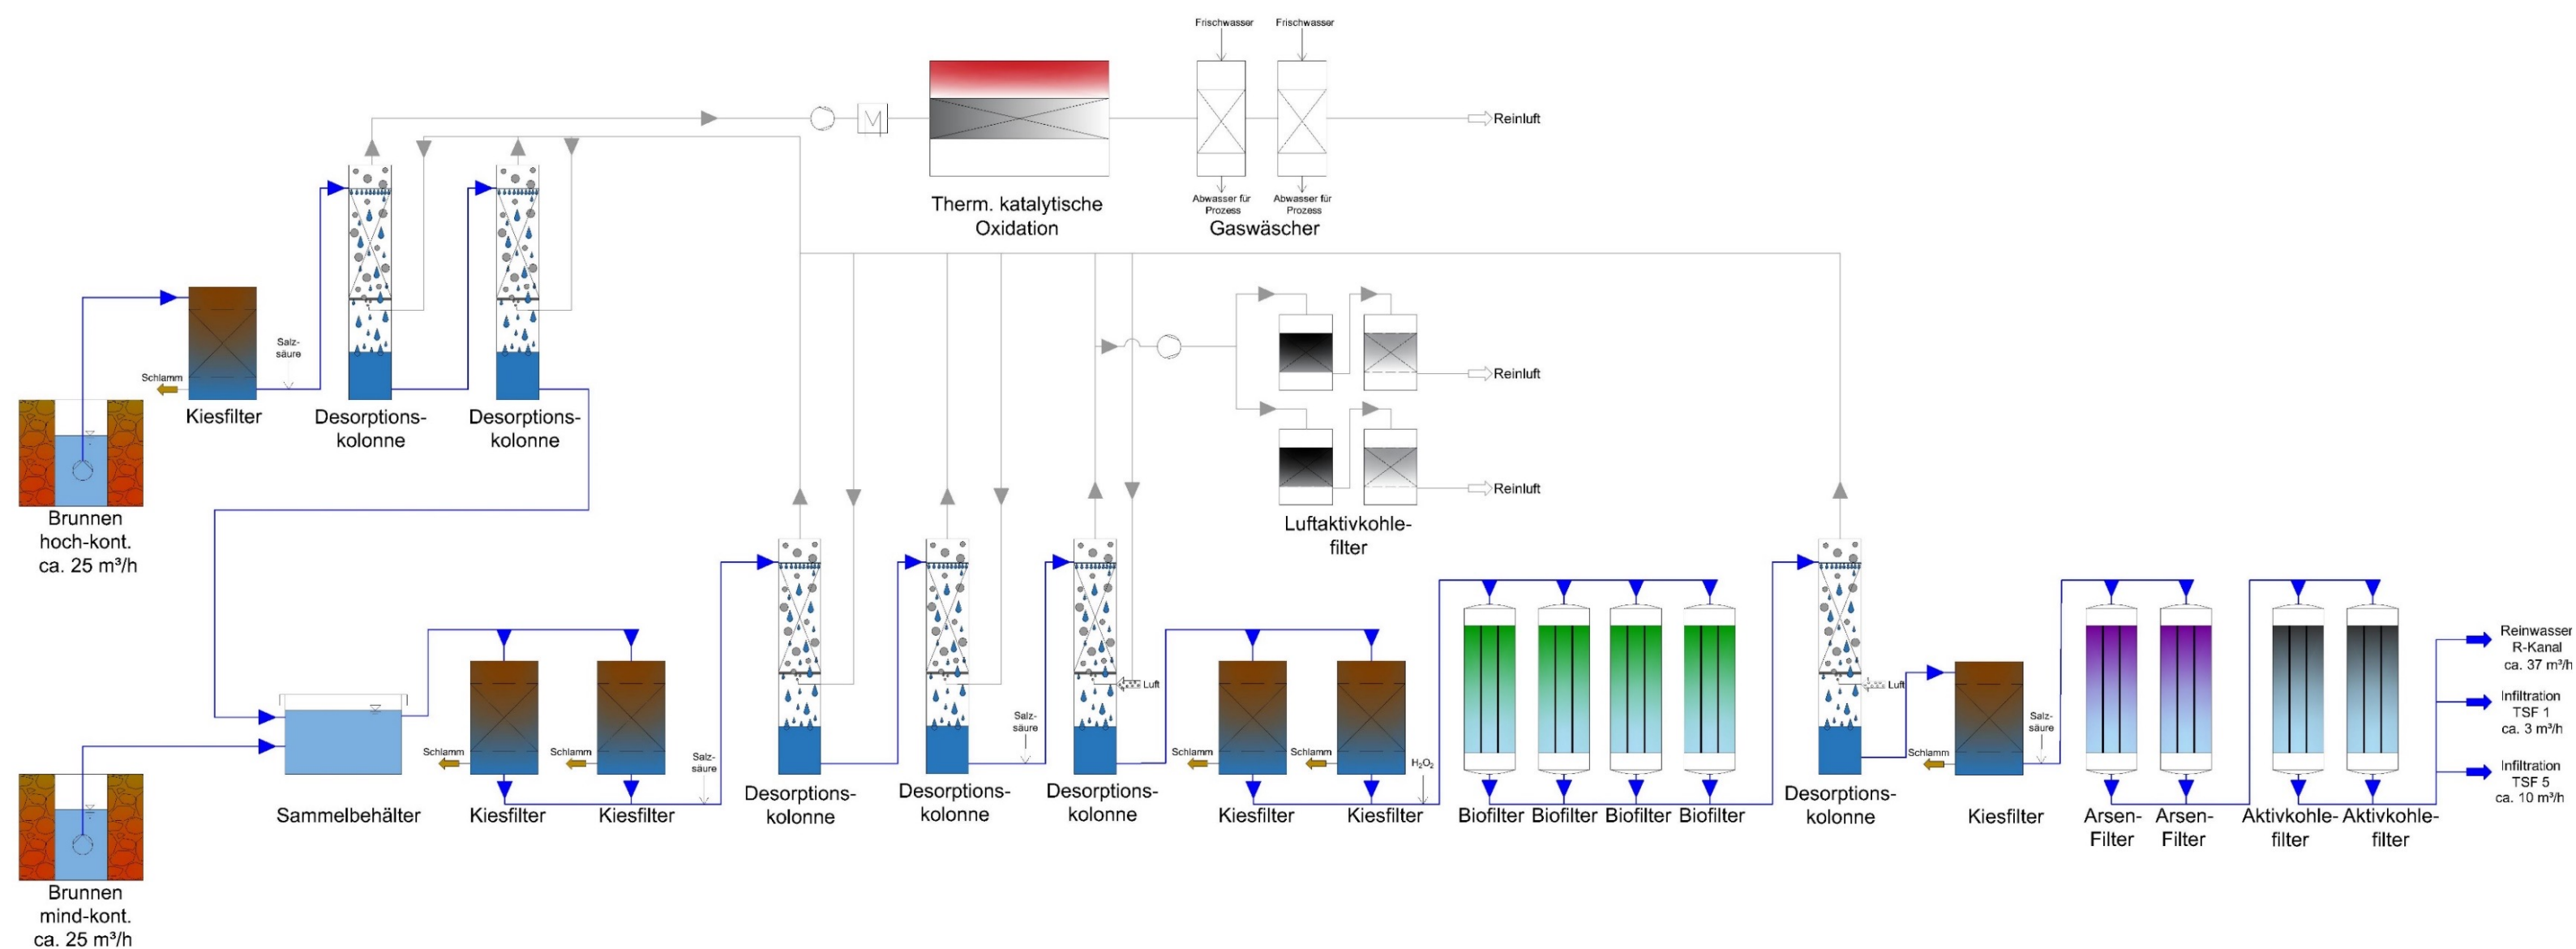 Frischwasser
Frischwasser
Reinluft
Abwasser für
Prozess
Abwasser für
Prozess
Therm. katalytische
Oxidation
Gaswäscher
Salz-
säure
Schlamm
Kiesfilter
Desorptions-
kolonne
Desorptions-
kolonne
Reinluft
Reinluft
Luftaktivkohle-
filter
Brunnen
hoch-kont.
ca. 25 m³/h
Brunnen
mind-kont.
ca. 25 m³/h
Sammelbehälter
Schlamm
Kiesfilter
Schlamm
Kiesfilter
Salz-
säure
Desorptions-
kolonne
Desorptions-
kolonne
Salz-
säure
Luft
Desorptions-
kolonne
Schlamm
Kiesfilter
Schlamm
Kiesfilter
H₂O₂
Biofilter
Biofilter
Biofilter
Biofilter
Luft
Desorptions-
kolonne
Schlamm
Kiesfilter
Salz-
säure
Arsen-
Filter
Arsen-
Filter
Aktivkohle-
filter
Aktivkohle-
filter
Reinwasser
R-Kanal
ca. 37 m³/h
Infiltration
TSF 1
ca. 3 m³/h
Infiltration
TSF 5
ca. 10 m³/h